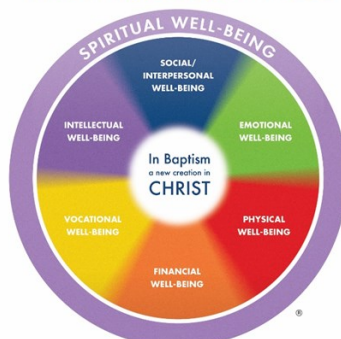 SPIRITUAL WELL-BEING
SOCIAL/
INTERPERSONAL
WELL-BEING
INTELLECTUAL
WELL-BEING
EMOTIONAL
WELL-BEING
In Baptism
a new creation in
CHRIST
VOCATIONAL
WELL-BEING
PHYSICAL
WELL-BEING
FINANCIAL
WELL-BEING
®